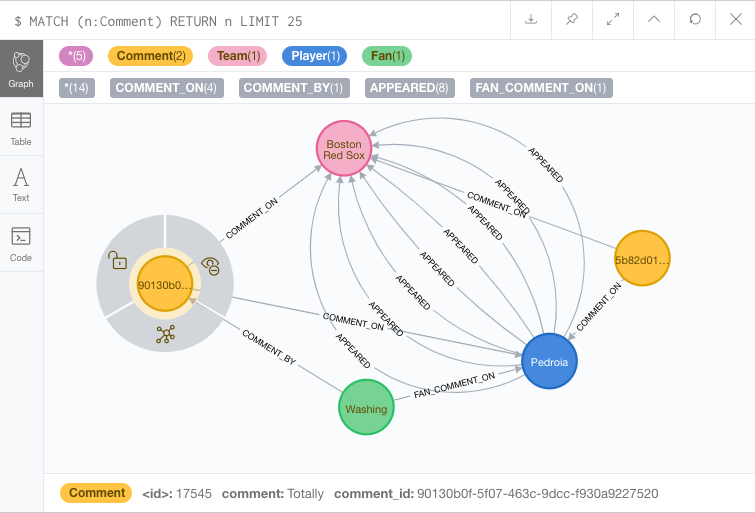 $ MATCH (n:Comment) RETURN n LIMIT 25
Graph
Table
Text
Code
*(5) Comment(2) Team(1) Player(1) Fan(1)
*(14) COMMENT_ON(4) COMMENT_BY(1) APPEARED(8) FAN_COMMENT_ON(1)
Boston
Red Sox
APPEARED
APPEARED
COMMENT_ON
APPEARED
COMMENT_ON
APPEARED
APPEARED
5b82d01...
90130b0...
APPEARED
COMMENT_ON
COMMENT_ON
APPEARED
COMMENT_BY
APPEARED
Pedroia
FAN_COMMENT_ON
Washing
Comment <id>: 17545 comment: Totally comment_id: 90130b0f-5f07-463c-9dcc-f930a9227520